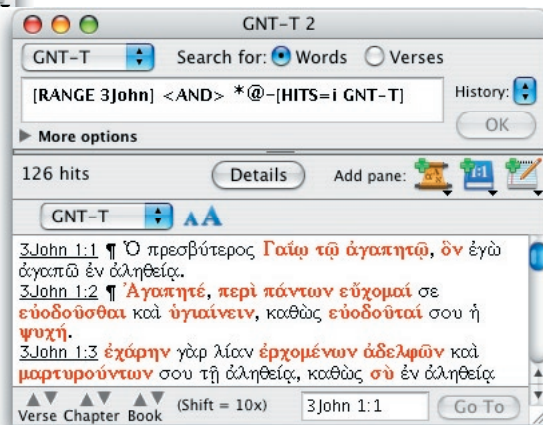 GNT-T 2
GNT-T Search for: Words Verses
[RANGE 3John] <AND> *@-[HITS=i GNT-T]
History:
OK
More options
126 hits Details Add pane:
GNT-T AA
3John 1:1 ¶ Ὁ πρεσβύτερος Γαΐῳ τῷ ἀγαπητῷ, ὃν ἐγὼ
ἀγαπῶ ἐν ἀληθείᾳ.
3John 1:2 ¶ Ἀγαπητέ, περὶ πάντων εὔχομαί σε
εὐοδοῦσθαι καὶ ὑγιαίνειν, καθὼς εὐοδοῦταί σου ἡ
ψυχή.
3John 1:3 ἐχάρην γὰρ λίαν ἐρχομένων ἀδελφῶν καὶ
μαρτυρούντων σου τῇ ἀληθείᾳ, καθὼς σὺ ἐν ἀληθείᾳ
Verse Chapter Book (Shift = 10x) 3John 1:1 Go To